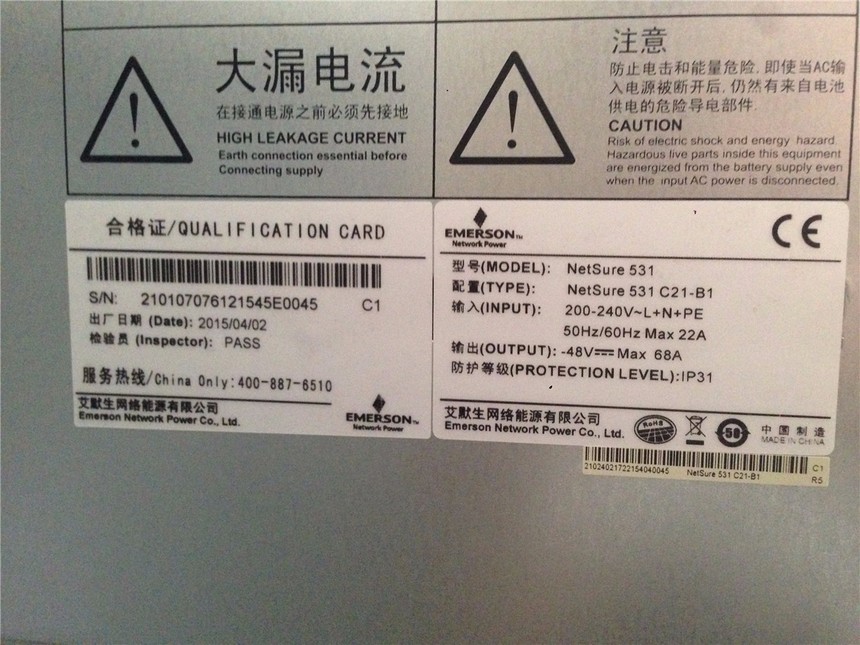 大漏电流
在接通电源之前必须先接地
HIGH LEAKAGE CURRENT
Earth connection essential before
Connecting supply
注意
防止电击和能量危险, 即使当AC输
入电源被断开后, 仍然有来自电池
供电的危险导电部件.
CAUTION
Risk of electric shock and energy hazard.
Hazardous live parts inside this equipment
are energized from the battery supply even
when the input AC power is disconnected.
合格证/QUALIFICATION CARD
S/N: 210107076121545E0045 C1
出厂日期 (Date): 2015/04/02
检验员 (Inspector): PASS
服务热线/China Only:400-887-6510
艾默生网络能源有限公司
Emerson Network Power Co., Ltd.
EMERSON™
Network Power
EMERSON™
Network Power
CE
型号(MODEL): NetSure 531
配置(TYPE): NetSure 531 C21-B1
输入(INPUT): 200-240V~L+N+PE
50Hz/60Hz Max 22A
输出(OUTPUT): -48V⎓Max 68A
防护等级(PROTECTION LEVEL):IP31
艾默生网络能源有限公司
Emerson Network Power Co., Ltd.
RoHS
50
中国制造
MADE IN CHINA
21024021722154040045 NetSure 531 C21-B1
C1
R5